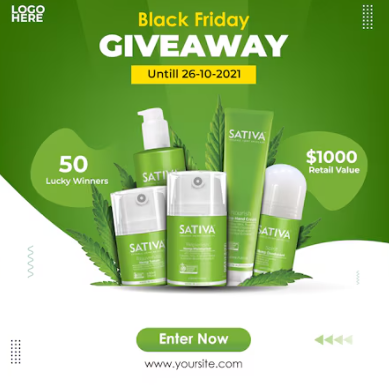 LOGO
HERE
Black Friday
GIVEAWAY
Untill 26-10-2021
50
Lucky Winners
$1000
Retail Value
SATIVA
SATIVA
SATIVA
SATIVA
SATIVA
Enter Now
www.yoursite.com